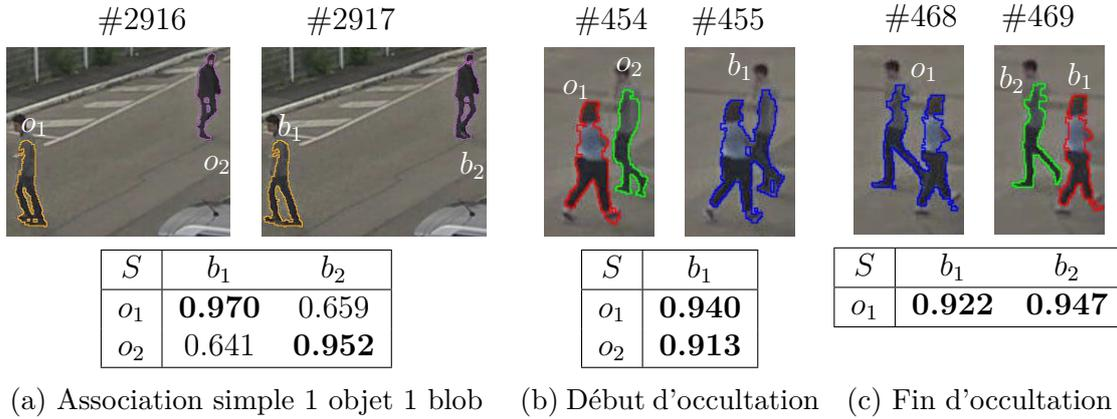 #2916 #2917 #454 #455 #468 #469
o₁ o₂ b₁ b₂ o₁ o₂ b₁ o₁ b₂ b₁
S b₁ b₂
o₁ 0.970 0.659
o₂ 0.641 0.952
S b₁
o₁ 0.940
o₂ 0.913
S b₁ b₂
o₁ 0.922 0.947
(a) Association simple 1 objet 1 blob
(b) Début d'occultation
(c) Fin d'occultation